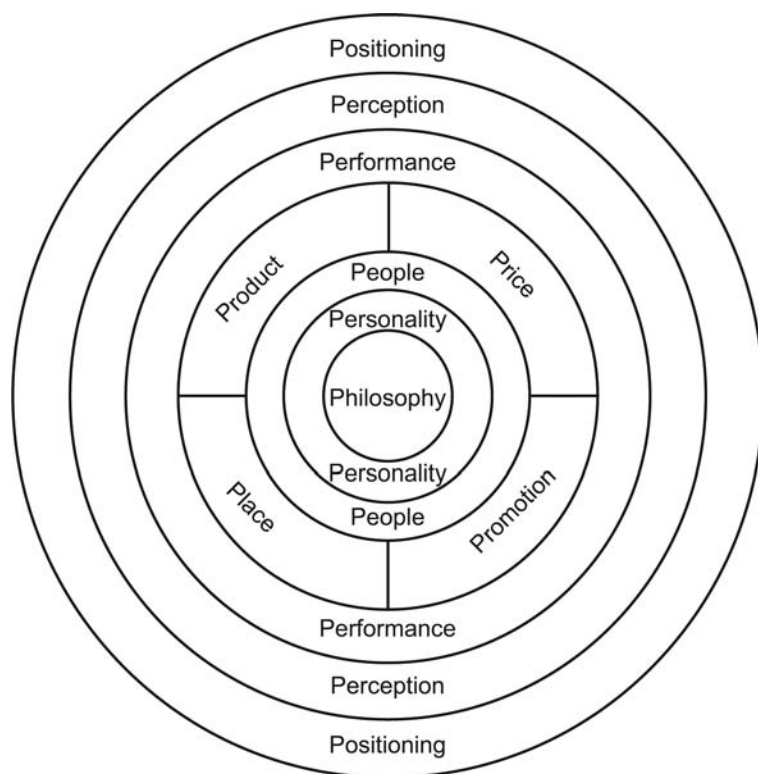 Positioning
Perception
Performance
Product
Price
People
Personality
Philosophy
Personality
People
Place
Promotion
Performance
Perception
Positioning